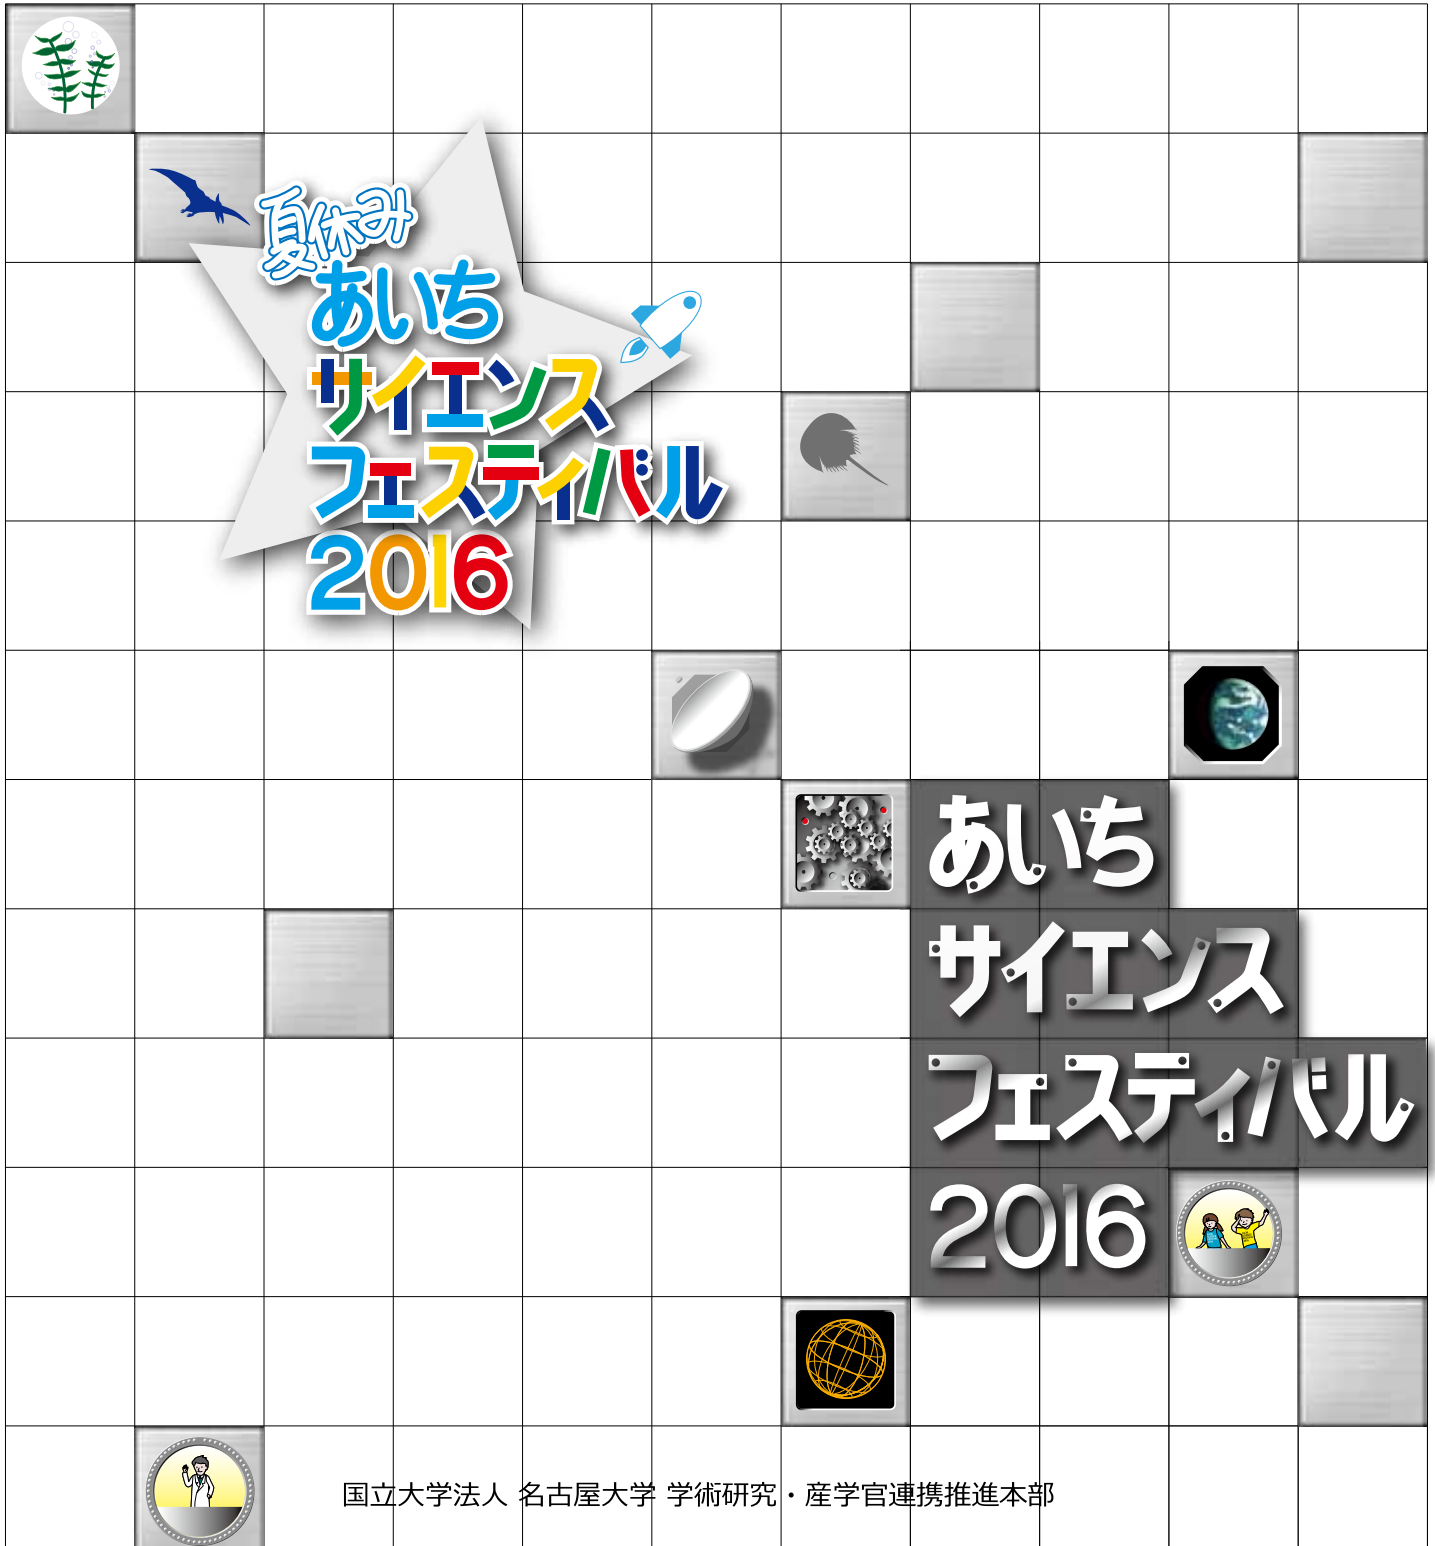 夏休み
あいち
サイエンス
フェスティバル
2016
あいち
サイエンス
フェスティバル
2016
国立大学法人 名古屋大学 学術研究・産学官連携推進本部